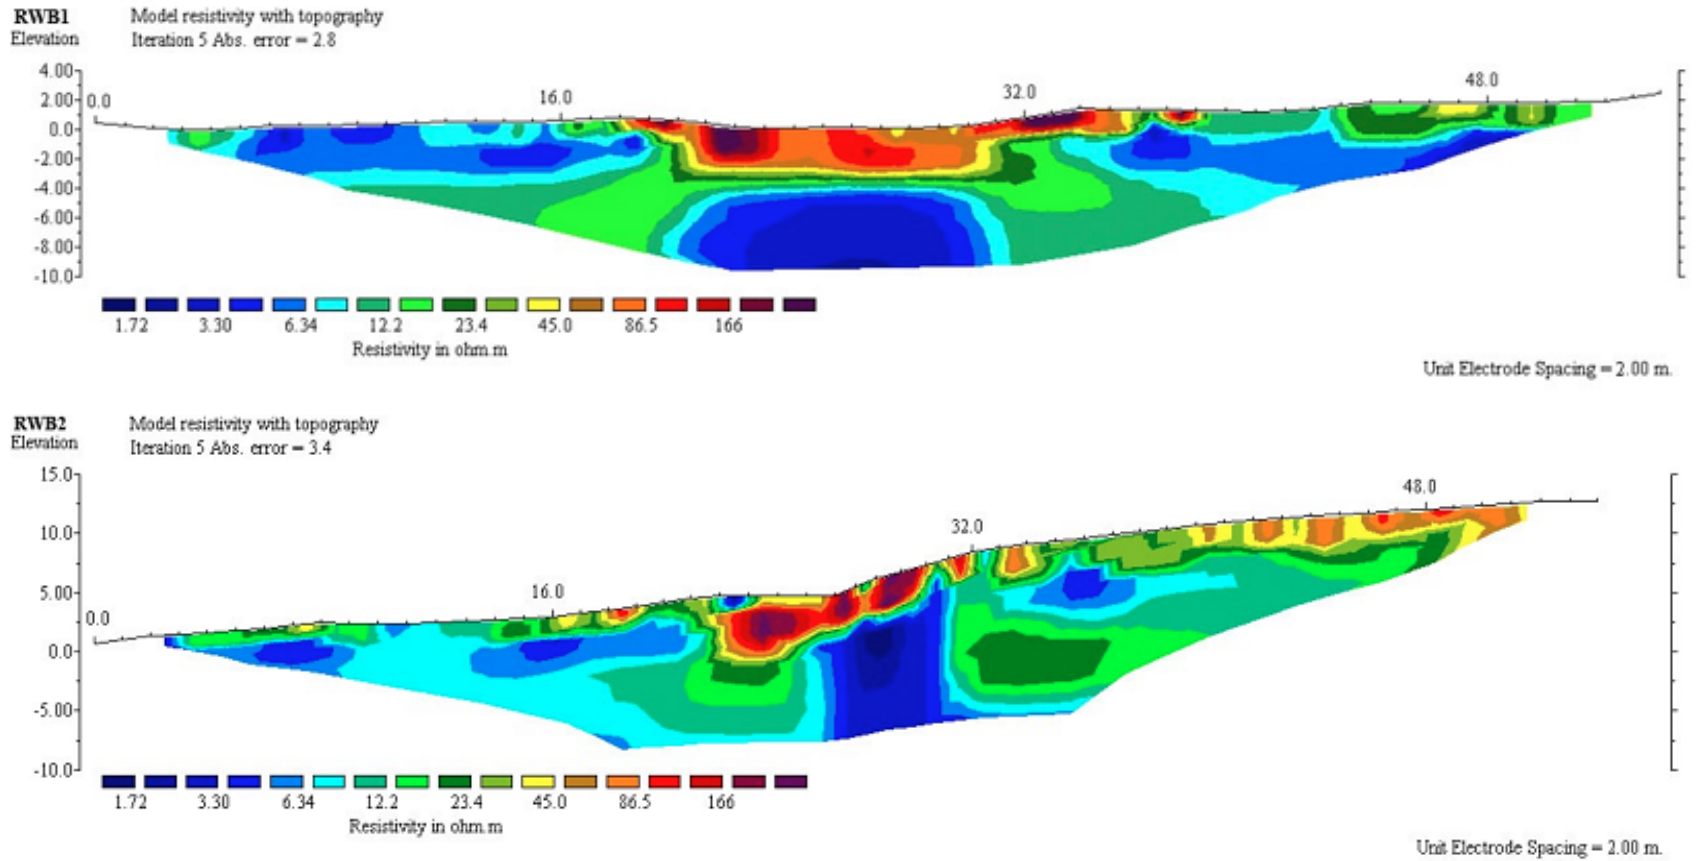 RWB1 Model resistivity with topography
Elevation Iteration 5 Abs. error = 2.8
4.00
2.00
0.0
-2.00
-4.00
-6.00
-8.00
-10.0
0.0 16.0 32.0 48.0
1.72 3.30 6.34 12.2 23.4 45.0 86.5 166
Resistivity in ohm.m
Unit Electrode Spacing = 2.00 m.
RWB2 Model resistivity with topography
Elevation Iteration 5 Abs. error = 3.4
15.0
10.0
5.00
0.0
-5.00
-10.0
0.0 16.0 32.0 48.0
1.72 3.30 6.34 12.2 23.4 45.0 86.5 166
Resistivity in ohm.m
Unit Electrode Spacing = 2.00 m.